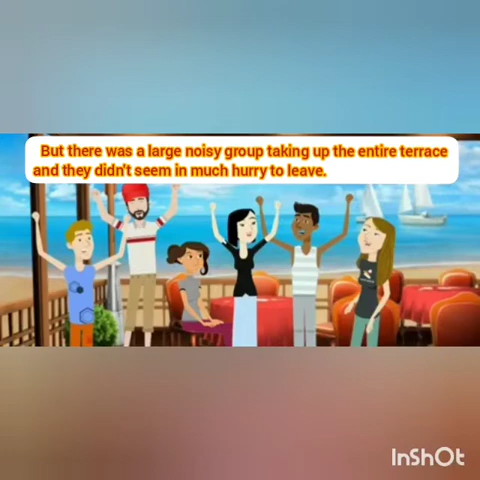 But there was a large noisy group taking up the entire terrace
and they didn't seem in much hurry to leave.
InShOt